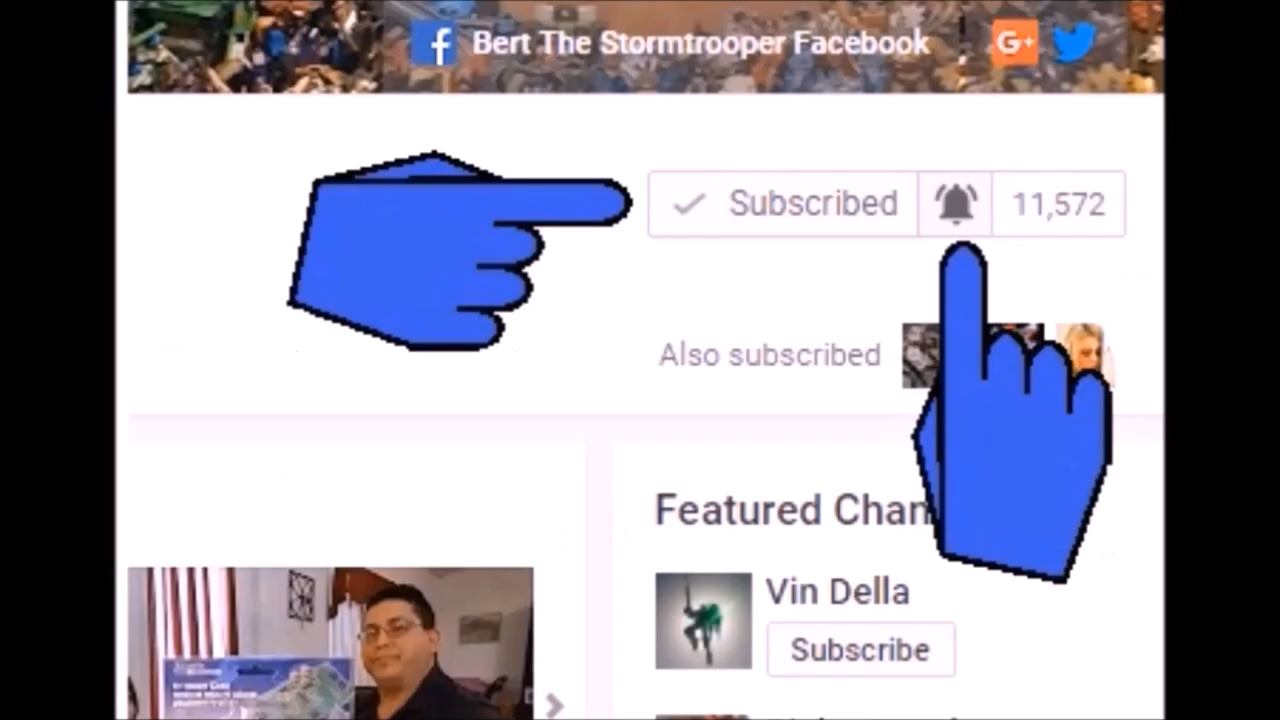 Bert The Stormtrooper Facebook
G+
Subscribed
11,572
Also subscribed
Featured Chan
Vin Della
Subscribe